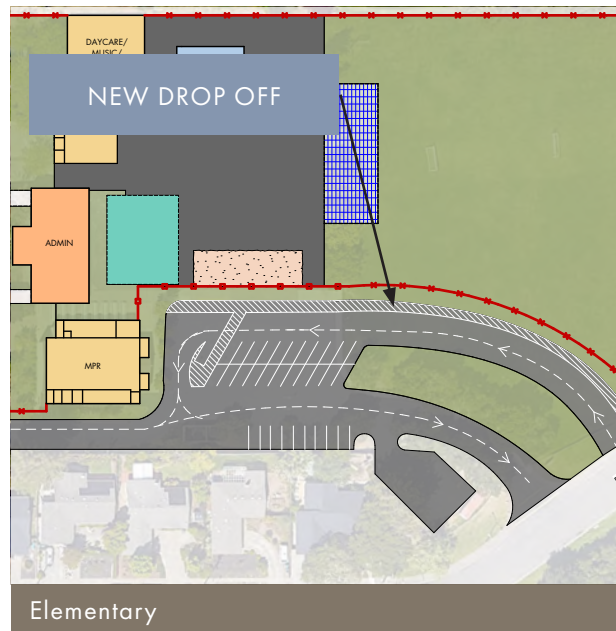 DAYCARE/
MUSIC/
NEW DROP OFF
ADMIN
MPR
Elementary